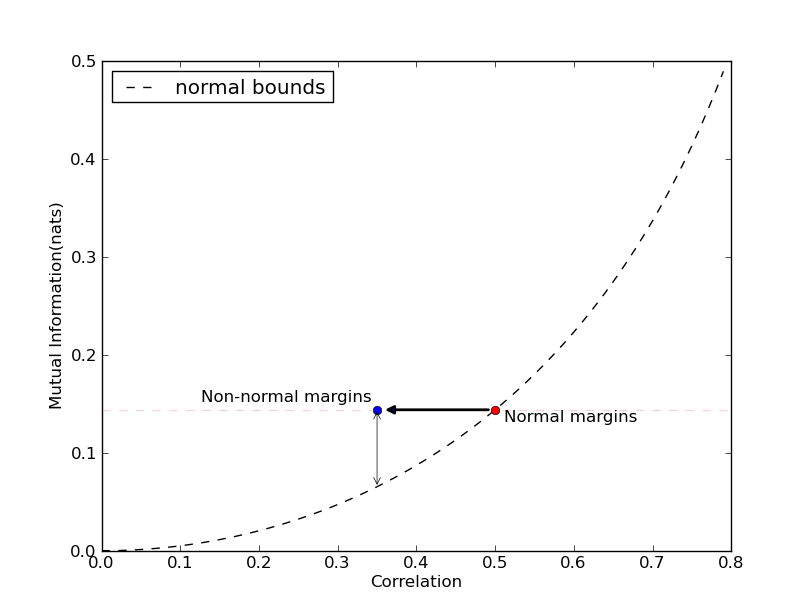 normal bounds
0.5
0.4
0.3
0.2
0.1
0.0
Mutual Information(nats)
Non-normal margins
Normal margins
0.0 0.1 0.2 0.3 0.4 0.5 0.6 0.7 0.8
Correlation